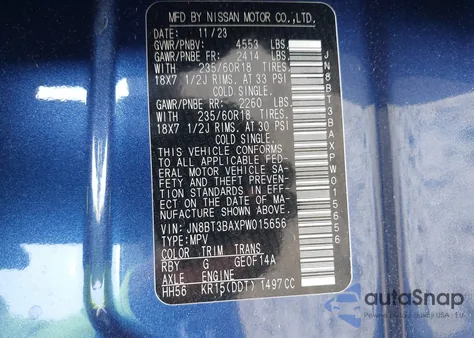 MFD BY NISSAN MOTOR CO.,LTD.
DATE: 11/23
GVWR/PNBV: 4553 LBS.
GAWR/PNBE FR: 2414 LBS.
WITH 235/60R18 TIRES.
18X7 1/2J RIMS. AT 33 PSI
COLD SINGLE.
GAWR/PNBE RR: 2260 LBS.
WITH 235/60R18 TIRES.
18X7 1/2J RIMS. AT 30 PSI
COLD SINGLE.
THIS VEHICLE CONFORMS
TO ALL APPLICABLE FED-
ERAL MOTOR VEHICLE SA-
FETY AND THEFT PREVEN-
TION STANDARDS IN EFF-
ECT ON THE DATE OF MA-
NUFACTURE SHOWN ABOVE.
VIN: JN8BT3BAXPW015656
TYPE:MPV
COLOR TRIM TRANS
RBY G GE0F14A
AXLE ENGINE
HH56 KR15(DDT) 1497CC
JN8BT3BAXPW015656
autoSnap